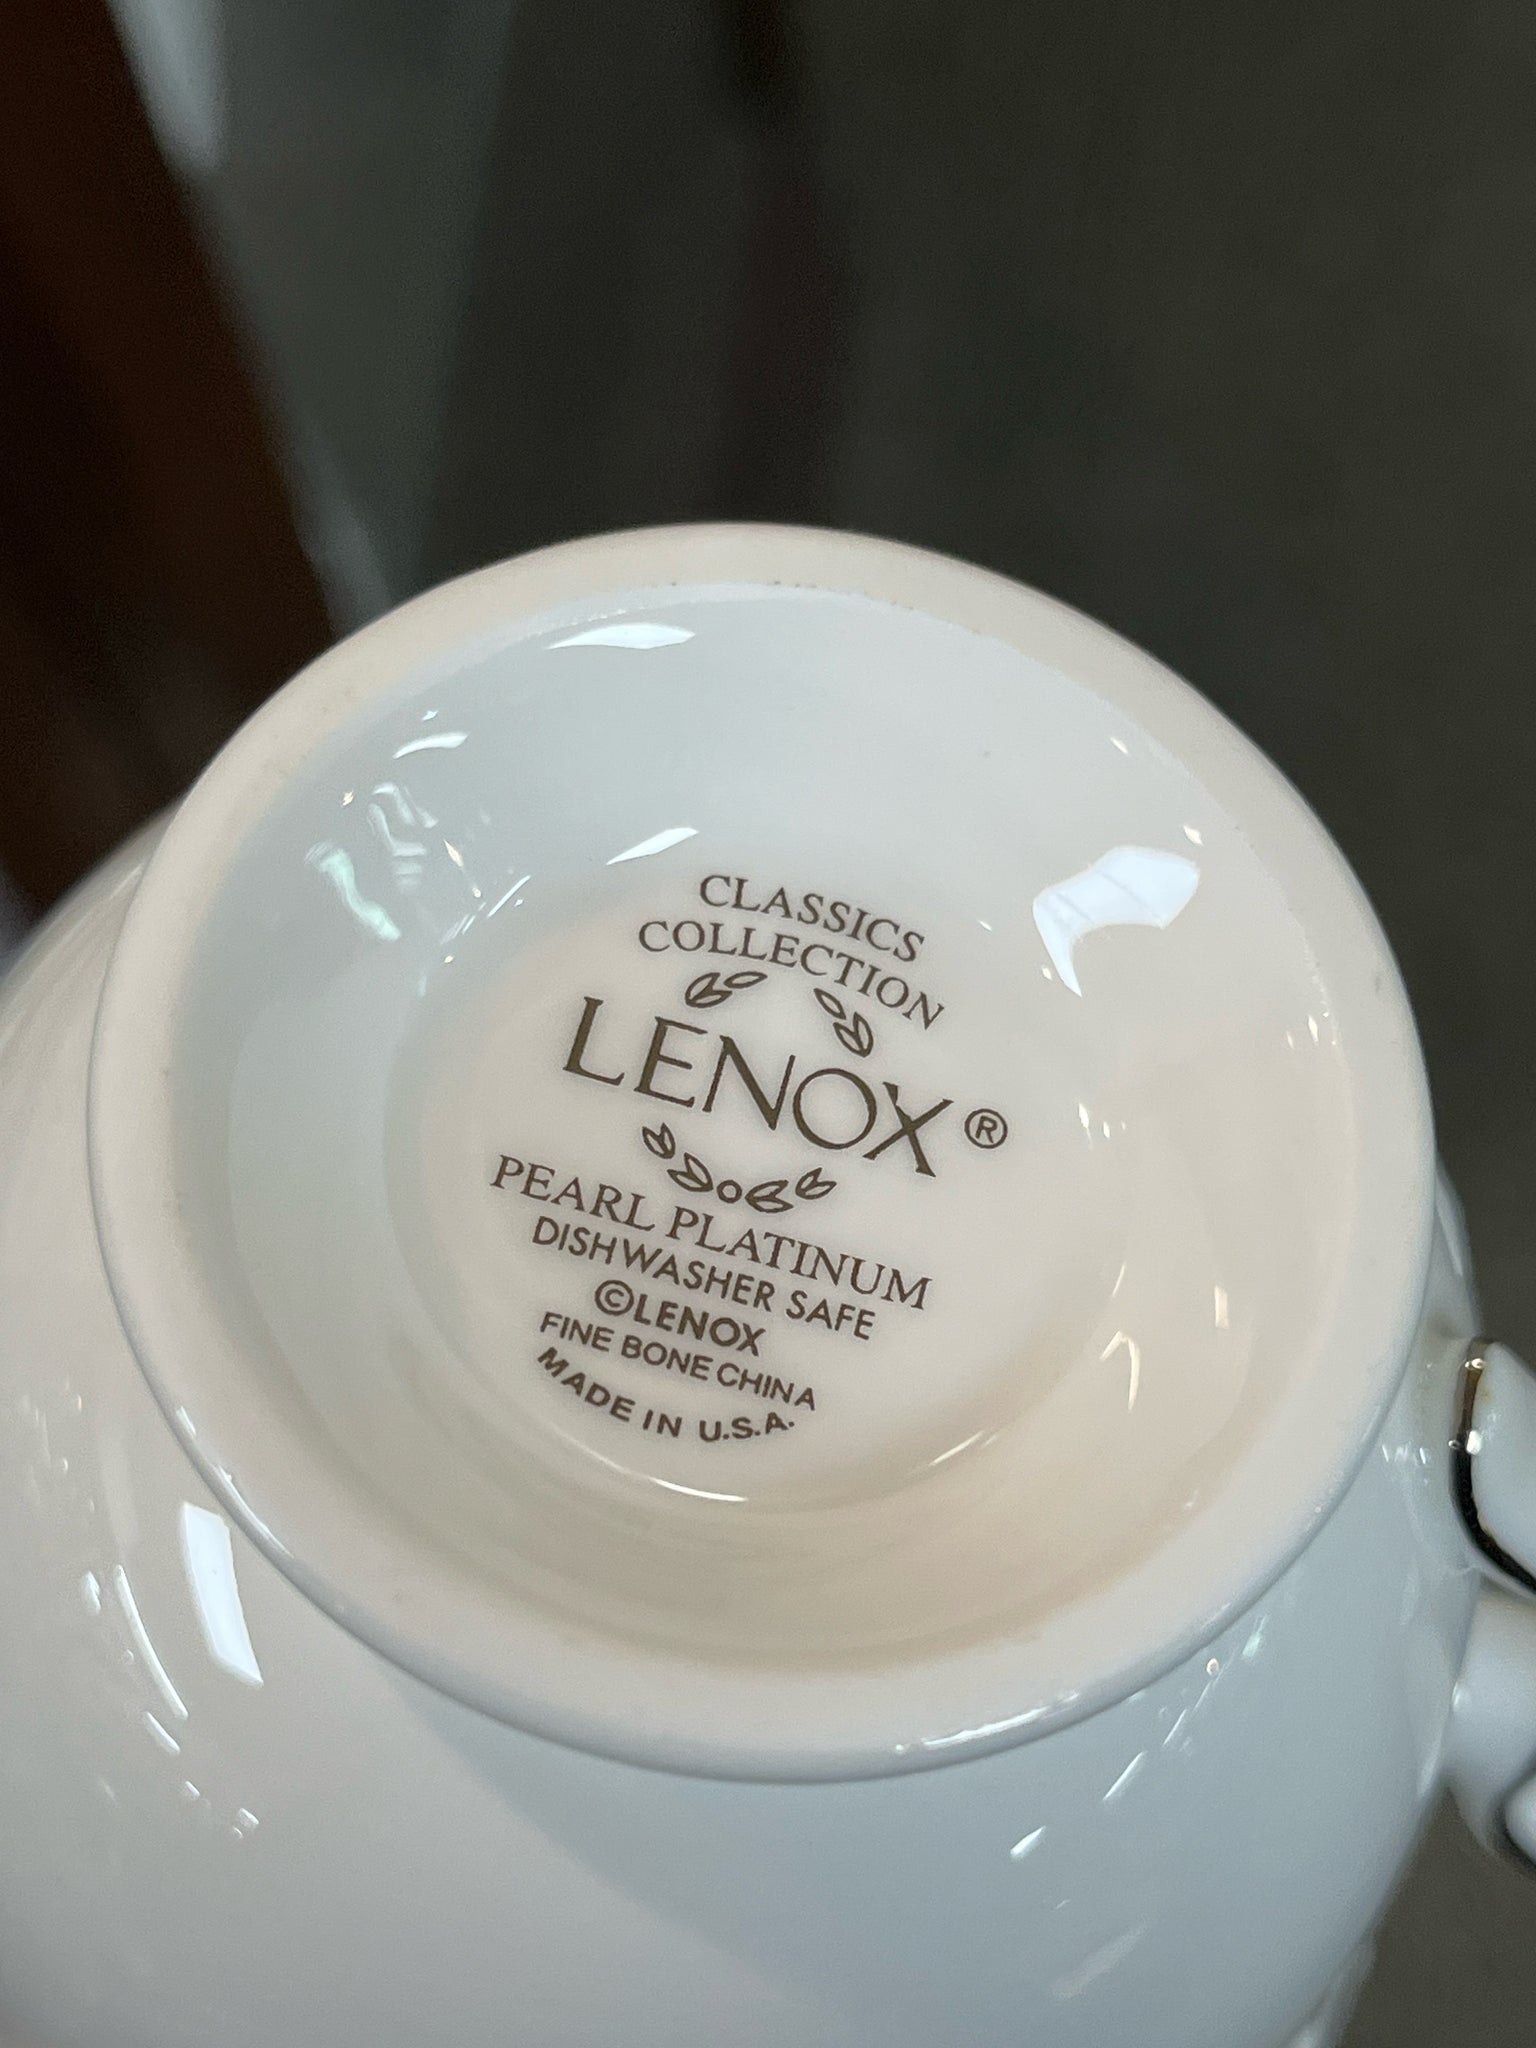 CLASSICS
COLLECTION
LENOX®
PEARL PLATINUM
DISHWASHER SAFE
©LENOX
FINE BONE CHINA
MADE IN U.S.A.